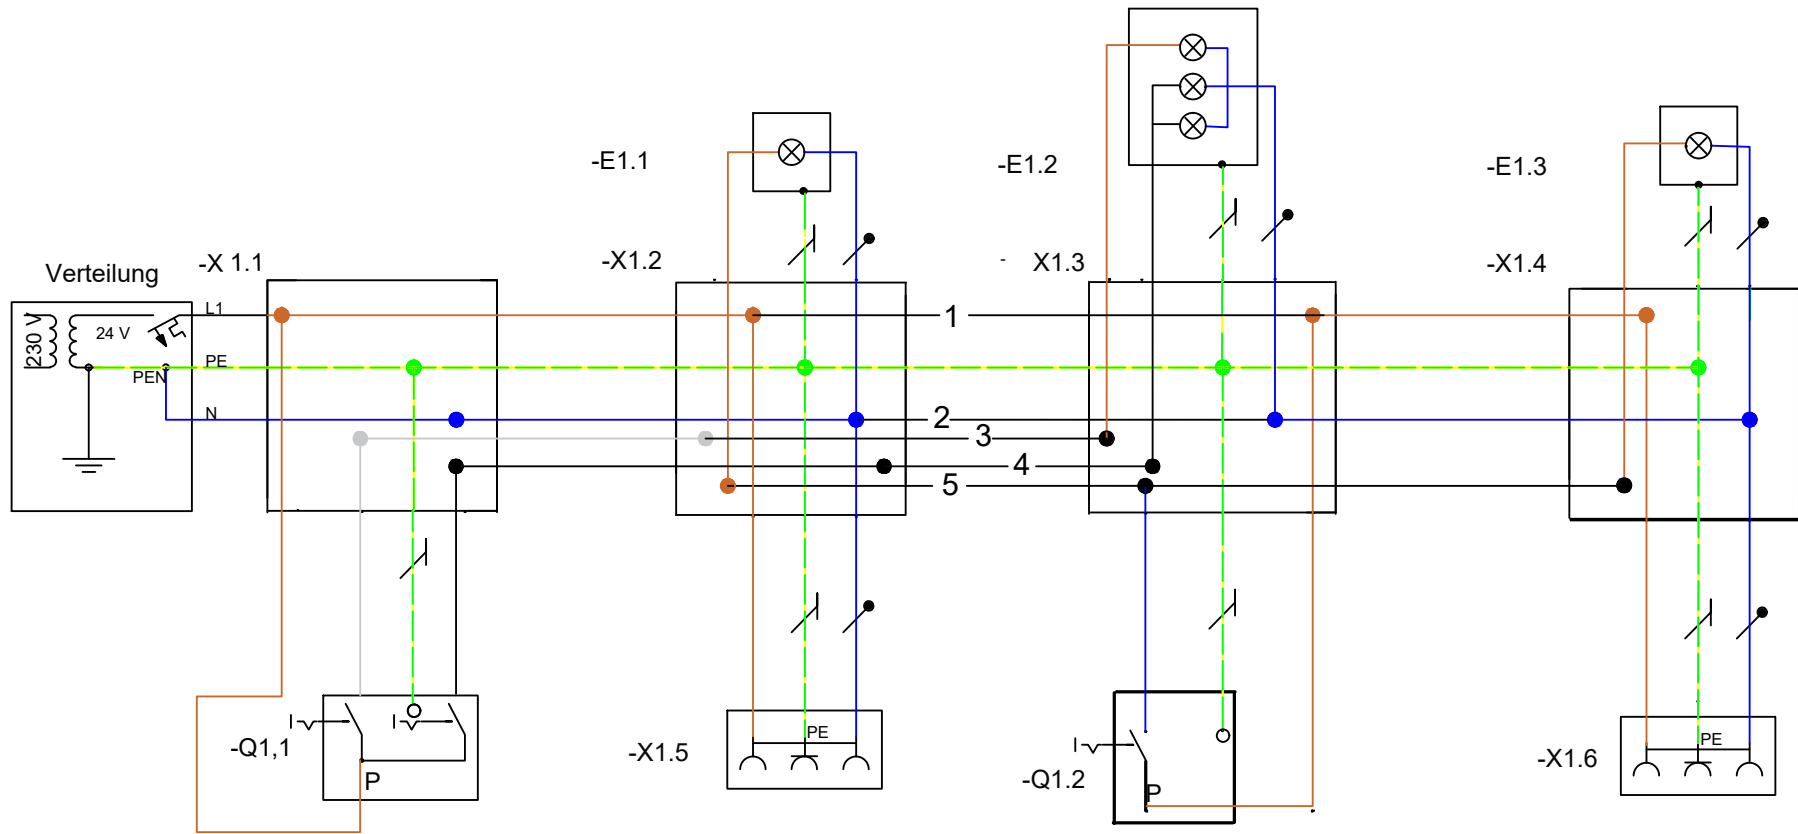 -E1.1
-E1.2
-E1.3
Verteilung
-X 1.1
-X1.2
- X1.3
-X1.4
230 V
24 V
L1
1
PE
PEN
N
2
3
4
5
-Q1,1
P
-X1.5
PE
-Q1.2
P
-X1.6
PE